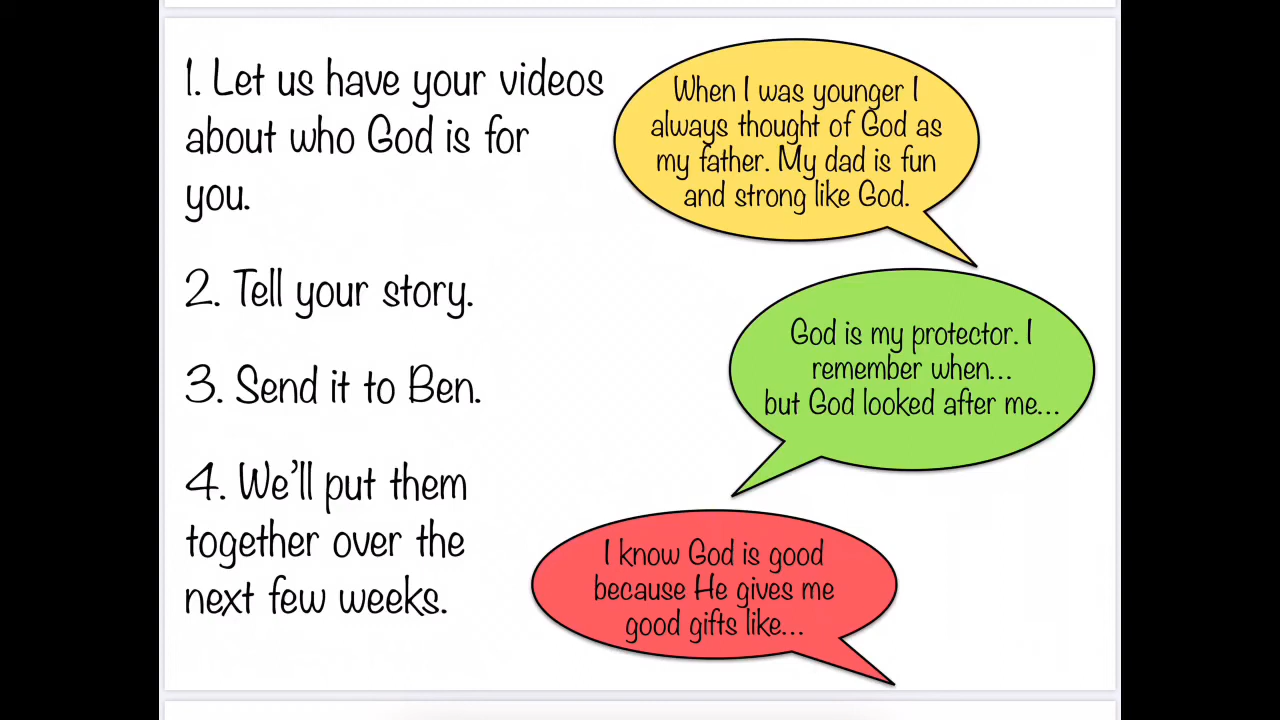 1. Let us have your videos
about who God is for
you.
2. Tell your story.
3. Send it to Ben.
4. We'll put them
together over the
next few weeks.
When I was younger I
always thought of God as
my father. My dad is fun
and strong like God.
God is my protector. I
remember when...
but God looked after me...
I know God is good
because He gives me
good gifts like...